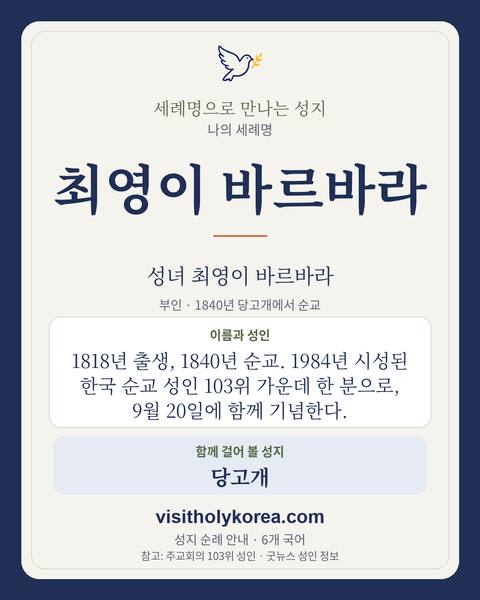 세례명으로 만나는 성지
나의 세례명
최영이 바르바라
성녀 최영이 바르바라
부인 · 1840년 당고개에서 순교
이름과 성인
1818년 출생, 1840년 순교. 1984년 시성된
한국 순교 성인 103위 가운데 한 분으로,
9월 20일에 함께 기념한다.
함께 걸어 볼 성지
당고개
visitholykorea.com
성지 순례 안내 · 6개 국어
참고: 주교회의 103위 성인 · 굿뉴스 성인 정보